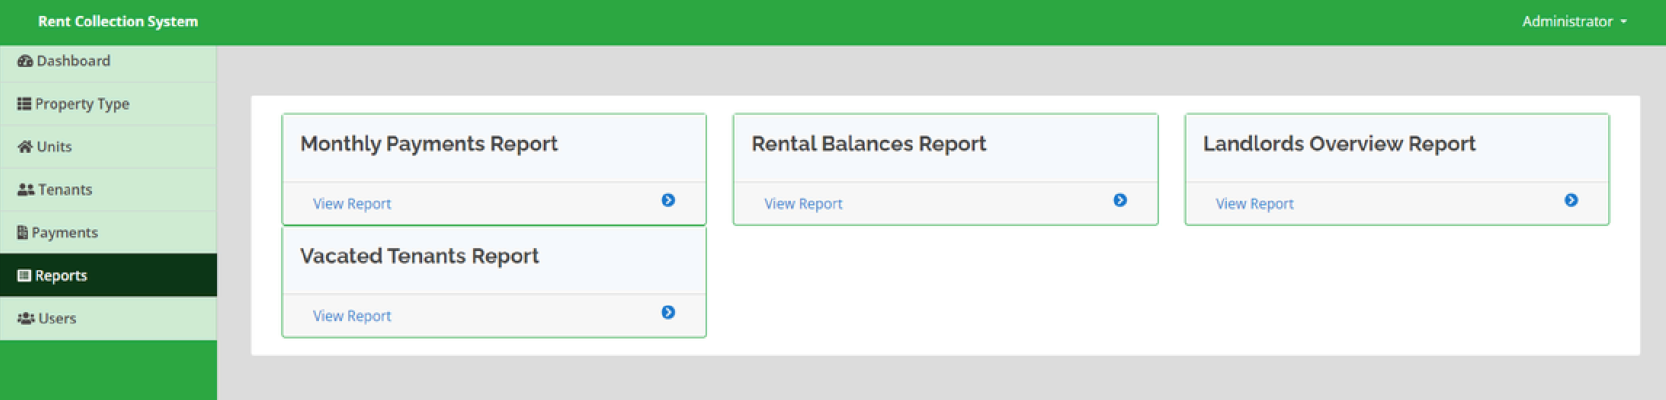 Rent Collection System
Administrator
Dashboard
Property Type
Units
Tenants
Payments
Reports
Users
Monthly Payments Report
View Report
Rental Balances Report
View Report
Landlords Overview Report
View Report
Vacated Tenants Report
View Report